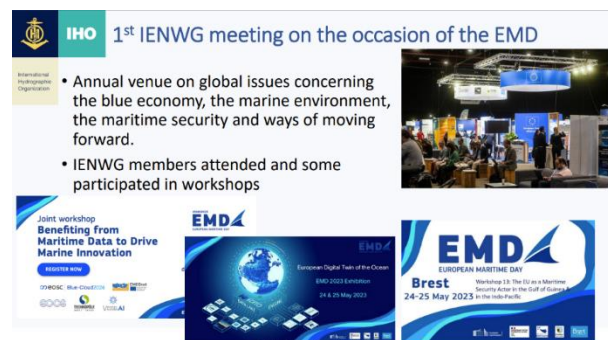 IHO
1st IENWG meeting on the occasion of the EMD
International
Hydrographic
Organization
• Annual venue on global issues concerning
the blue economy, the marine environment,
the maritime security and ways of moving
forward.
• IENWG members attended and some
participated in workshops
Joint workshop
Benefiting from
Maritime Data to Drive
Marine Innovation
REGISTER NOW
EMD
EOSC Blue-Cloud2026
European Digital Twin of the Ocean
EMD 2023 Exhibition
24 & 25 May 2023
EMD
EUROPEAN MARITIME DAY
Brest
24-25 May 2023
Workshop 13: The EU as a Maritime
Security Actor in the Gulf of Guinea &
in the Indo-Pacific